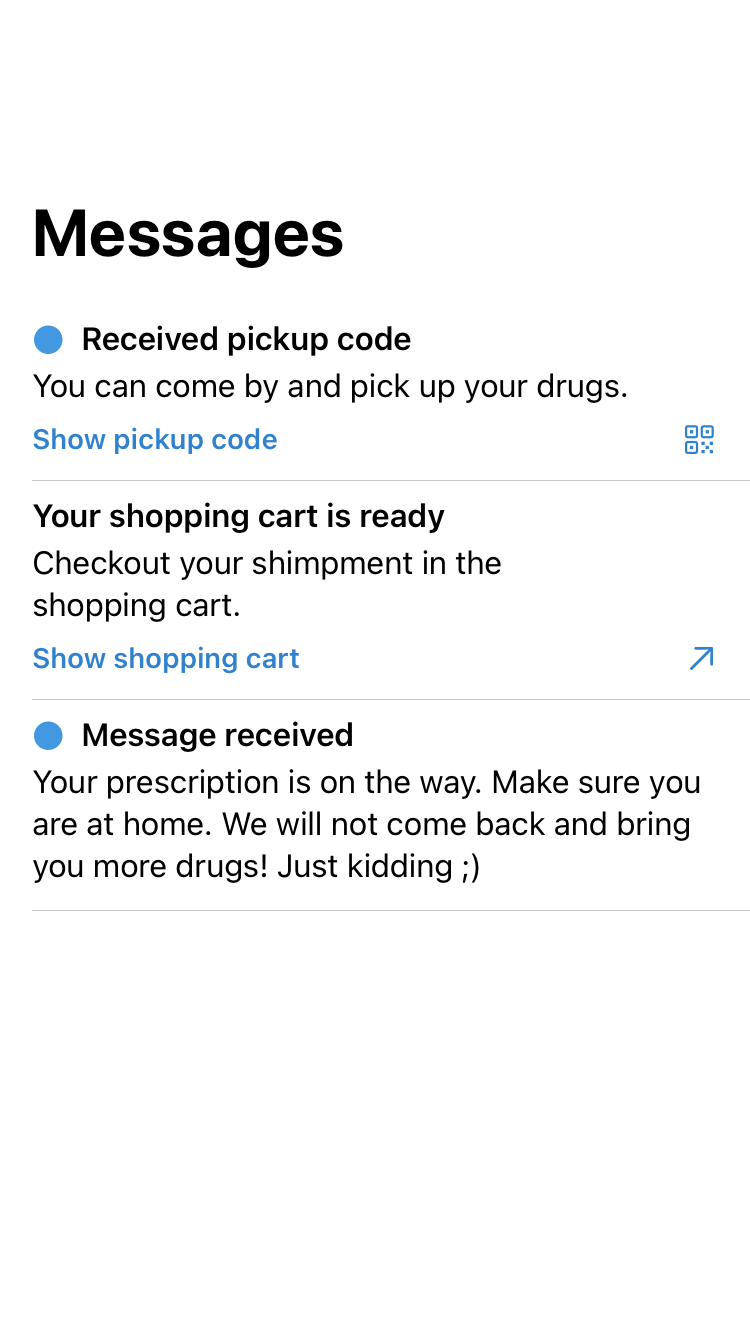 Messages
Received pickup code
You can come by and pick up your drugs.
Show pickup code
Your shopping cart is ready
Checkout your shimpment in the
shopping cart.
Show shopping cart
Message received
Your prescription is on the way. Make sure you
are at home. We will not come back and bring
you more drugs! Just kidding ;)